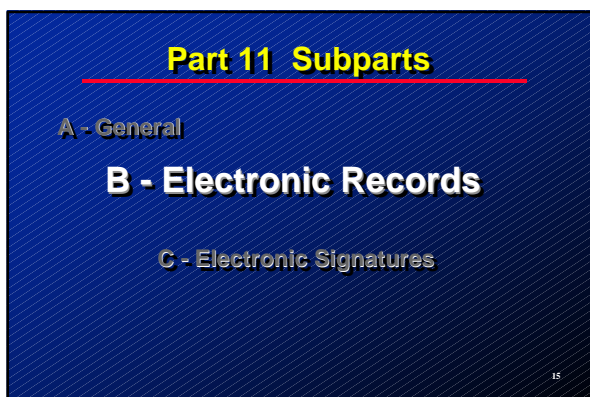 Part 11 Subparts
A - General
B - Electronic Records
C - Electronic Signatures
15